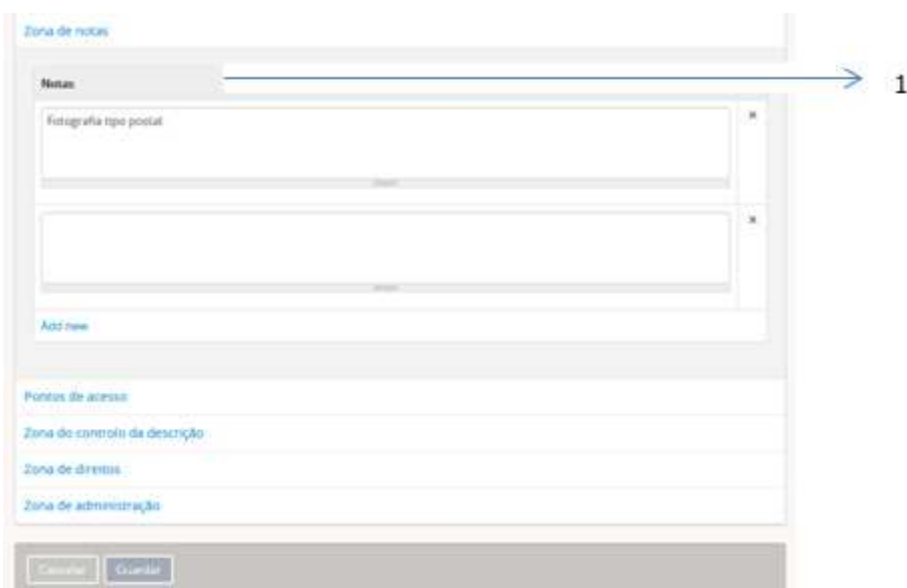 Zona de notas
Notas
1
Fotografia tipo postal
x
x
Add new
Pontos de acesso
Zona do controlo da descrição
Zona de direitos
Zona de administração
Cancelar Guardar